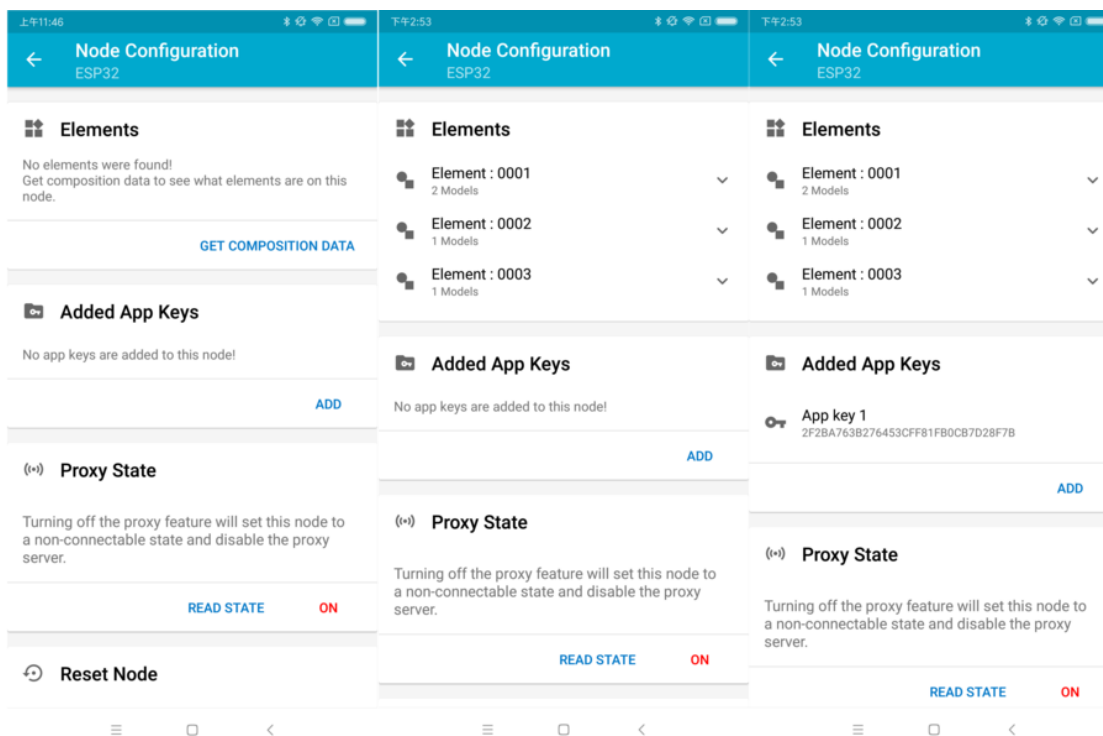 上午11:46
Node Configuration
ESP32
Elements
No elements were found!
Get composition data to see what elements are on this
node.
GET COMPOSITION DATA
Added App Keys
No app keys are added to this node!
ADD
Proxy State
Turning off the proxy feature will set this node to
a non-connectable state and disable the proxy
server.
READ STATE
ON
Reset Node
下午2:53
Node Configuration
ESP32
Elements
Element : 0001
2 Models
Element : 0002
1 Models
Element : 0003
1 Models
Added App Keys
No app keys are added to this node!
ADD
Proxy State
Turning off the proxy feature will set this node to
a non-connectable state and disable the proxy
server.
READ STATE
ON
下午2:53
Node Configuration
ESP32
Elements
Element : 0001
2 Models
Element : 0002
1 Models
Element : 0003
1 Models
Added App Keys
App key 1
2F2BA763B276453CFF81FB0CB7D28F7B
ADD
Proxy State
Turning off the proxy feature will set this node to
a non-connectable state and disable the proxy
server.
READ STATE
ON